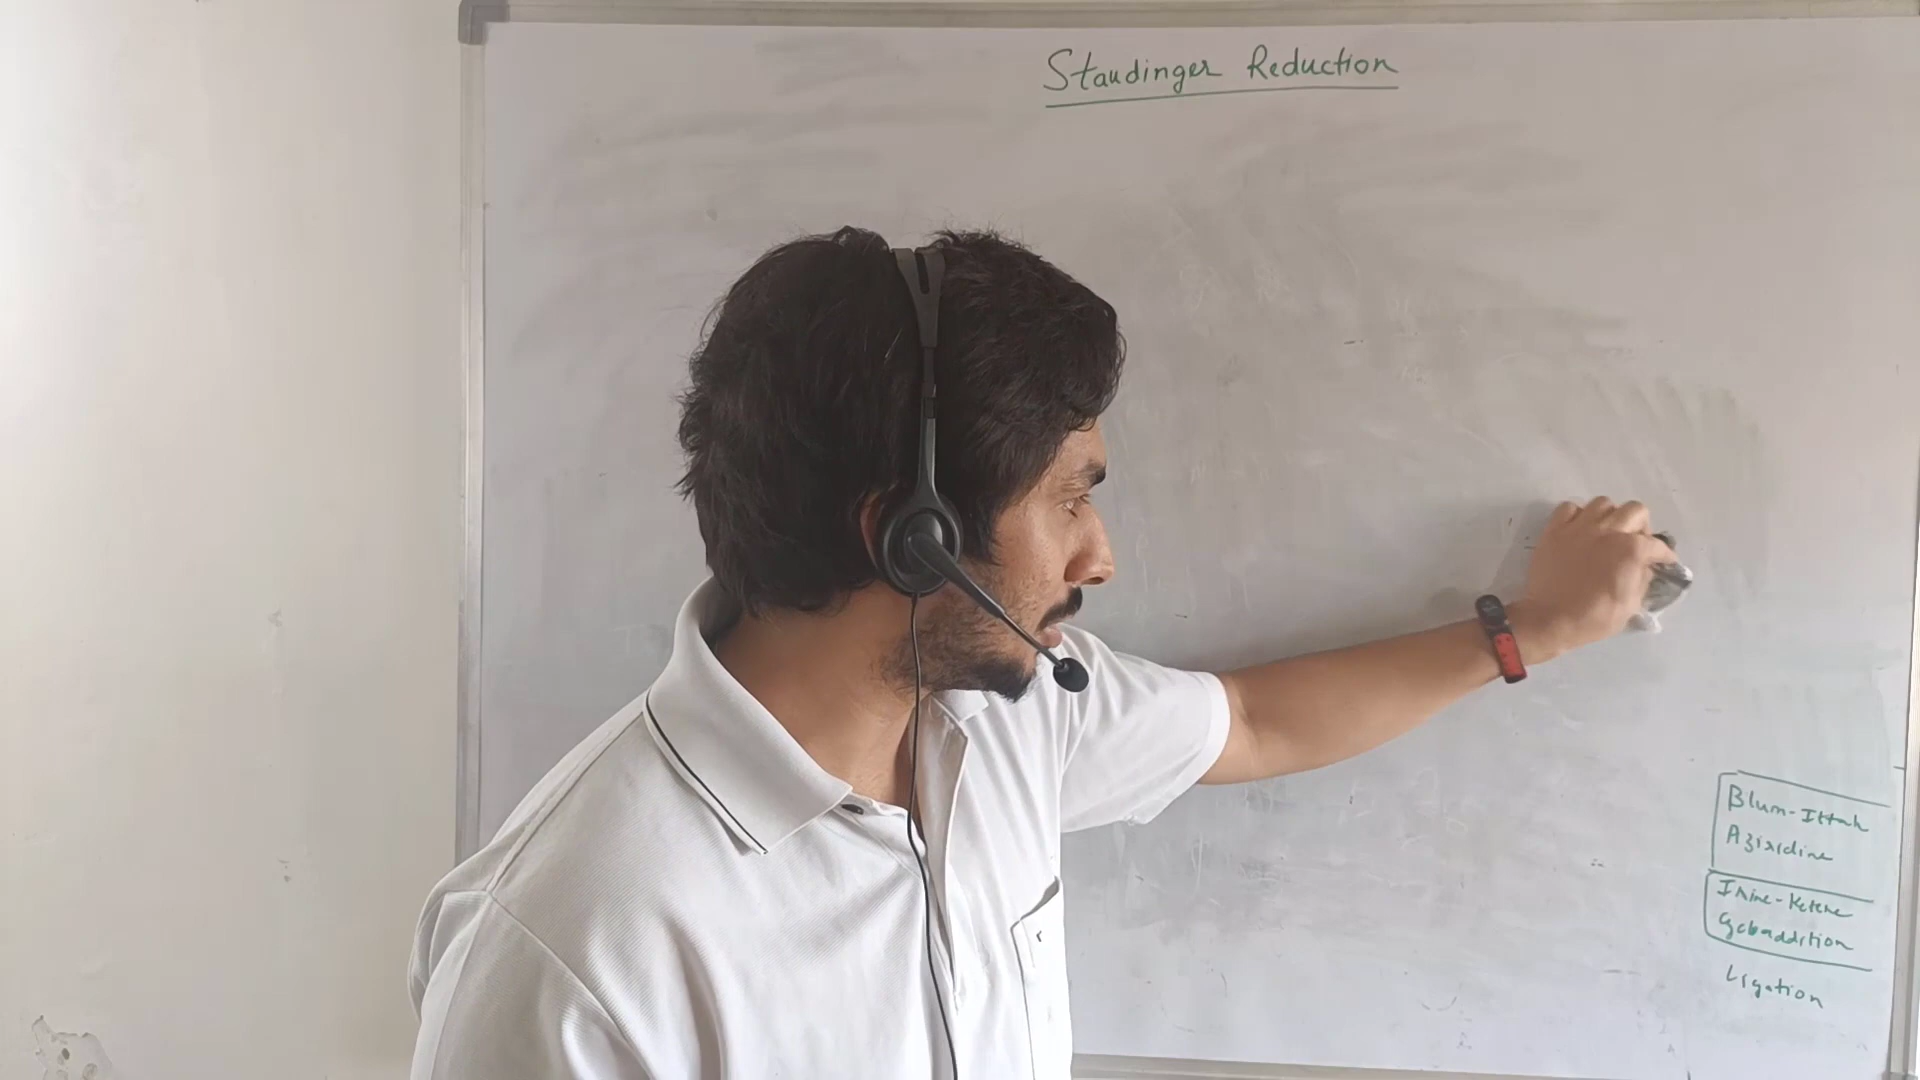 Staudinger Reduction
Blum-Ittah
Aziridine
Imine-Ketene
Cycloaddition
Ligation